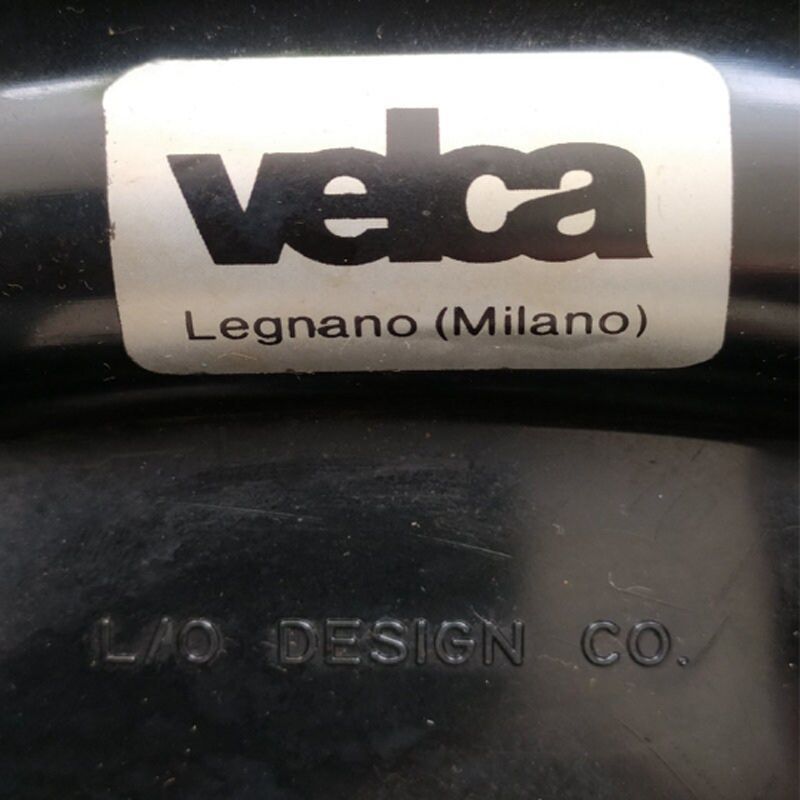 velca
Legnano (Milano)
L/O DESIGN CO.